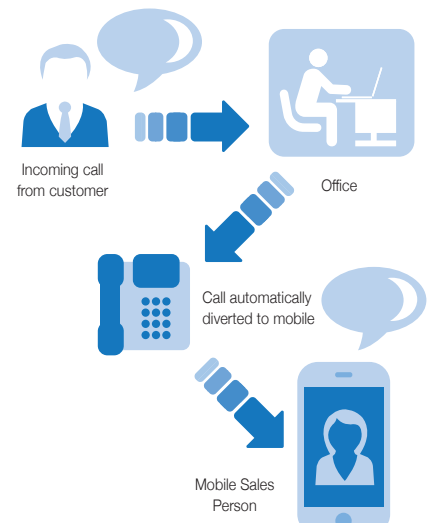 Incoming call
from customer
Office
Call automatically
diverted to mobile
Mobile Sales
Person